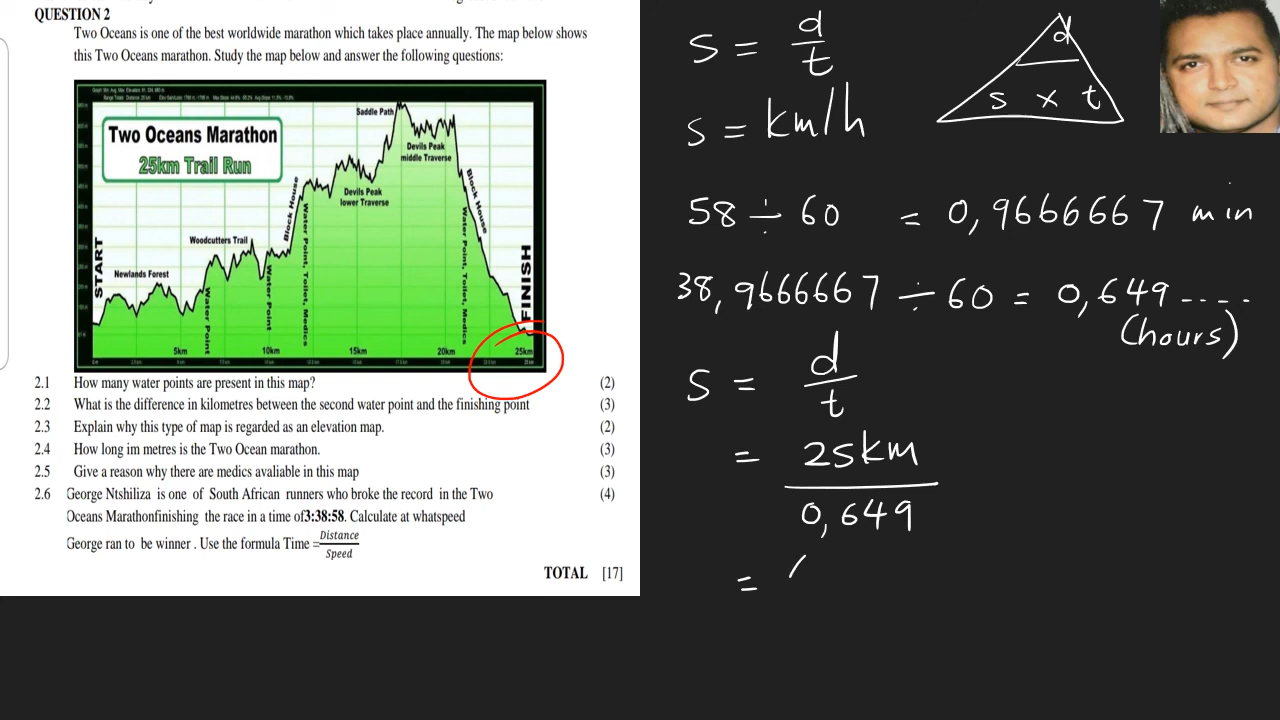 QUESTION 2
Two Oceans is one of the best worldwide marathon which takes place annually. The map below shows
this Two Oceans marathon. Study the map below and answer the following questions:
Two Oceans Marathon
25km Trail Run
START
Newlands Forest
Woodcutters Trail
Water Point
Water Point
Block House
Water Point, Toilet, Medics
Devils Peak
lower Traverse
Saddle Path
Devils Peak
middle Traverse
Block House
Water Point, Toilet, Medics
FINISH
5km
10km
15km
20km
25km
2.1 How many water points are present in this map? (2)
2.2 What is the difference in kilometres between the second water point and the finishing point (3)
2.3 Explain why this type of map is regarded as an elevation map. (2)
2.4 How long im metres is the Two Ocean marathon. (3)
2.5 Give a reason why there are medics avaliable in this map (3)
2.6 George Ntshiliza is one of South African runners who broke the record in the Two (4)
Oceans Marathonfinishing the race in a time of3:38:58. Calculate at whatspeed
George ran to be winner . Use the formula Time = Distance/Speed
TOTAL [17]
s = d/t
d
s x t
s = km/h
58 ÷ 60 = 0,9666667 min
38,9666667 ÷ 60 = 0,649....
(hours)
s = d/t
= 25km
0,649
=